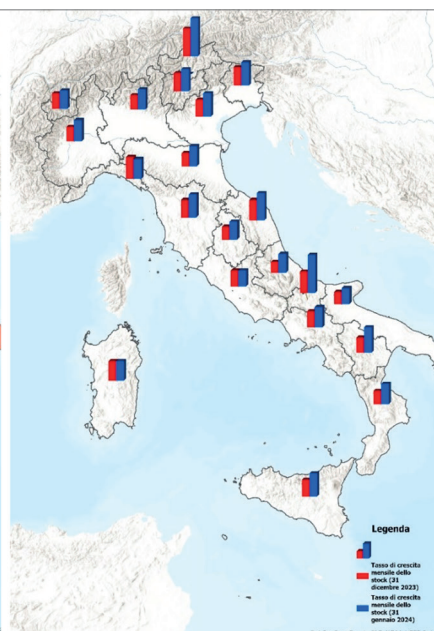 Legenda
Tasso di crescita
mensile dello
stock (31
dicembre 2023)
Tasso di crescita
mensile dello
stock (31
gennaio 2024)